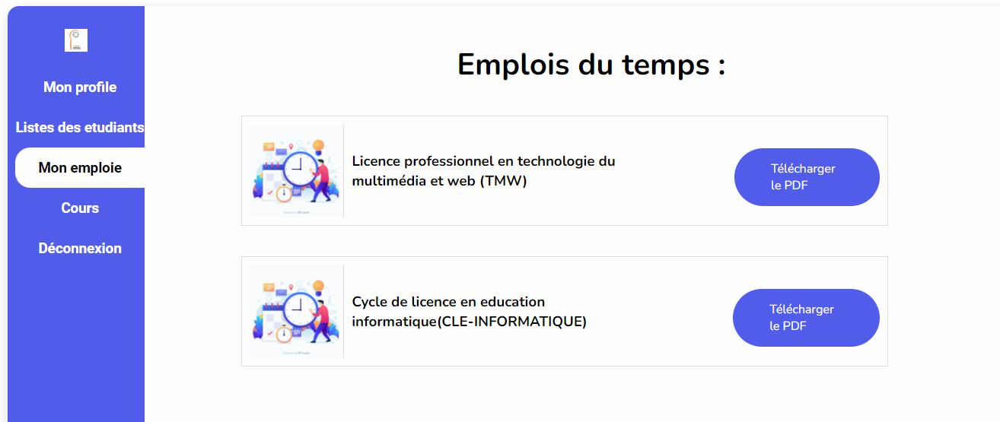 Mon profile
Listes des etudiants
Mon emploie
Cours
Déconnexion
Emplois du temps :
Licence professionnel en technologie du
multimédia et web (TMW)
Télécharger
le PDF
Cycle de licence en education
informatique(CLE-INFORMATIQUE)
Télécharger
le PDF